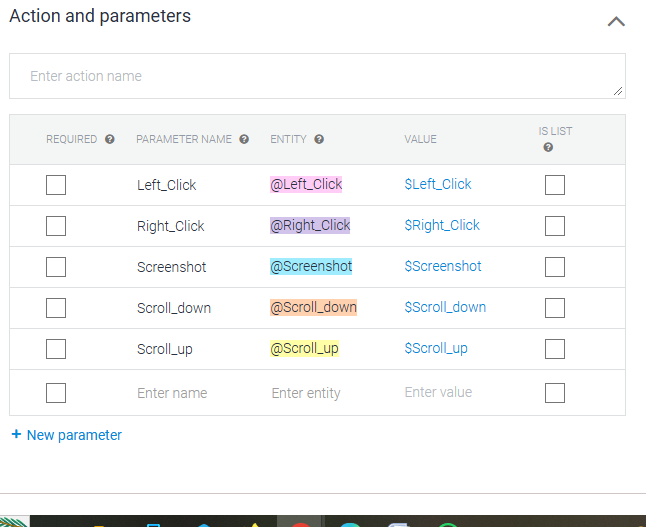 Action and parameters
Enter action name
REQUIRED ? PARAMETER NAME ? ENTITY ? VALUE IS LIST ?
Left_Click @Left_Click $Left_Click
Right_Click @Right_Click $Right_Click
Screenshot @Screenshot $Screenshot
Scroll_down @Scroll_down $Scroll_down
Scroll_up @Scroll_up $Scroll_up
Enter name Enter entity Enter value
+ New parameter